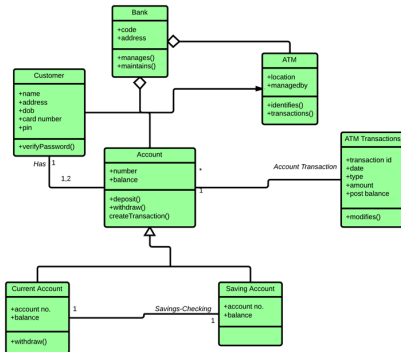 Bank
+code
+address
+manages()
+maintains()
ATM
+location
+managedby
+identifies()
+transactions()
Customer
+name
+address
+dob
+card number
+pin
+verifyPassword()
Has
1
1,2
Account
+number
+balance
+deposit()
+withdraw()
createTransaction()
*
1
Account Transaction
ATM Transactions
+transaction id
+date
+type
+amount
+post balance
+modifies()
Current Account
+account no.
+balance
+withdraw()
1
Savings-Checking
1
Saving Account
+account no.
+balance